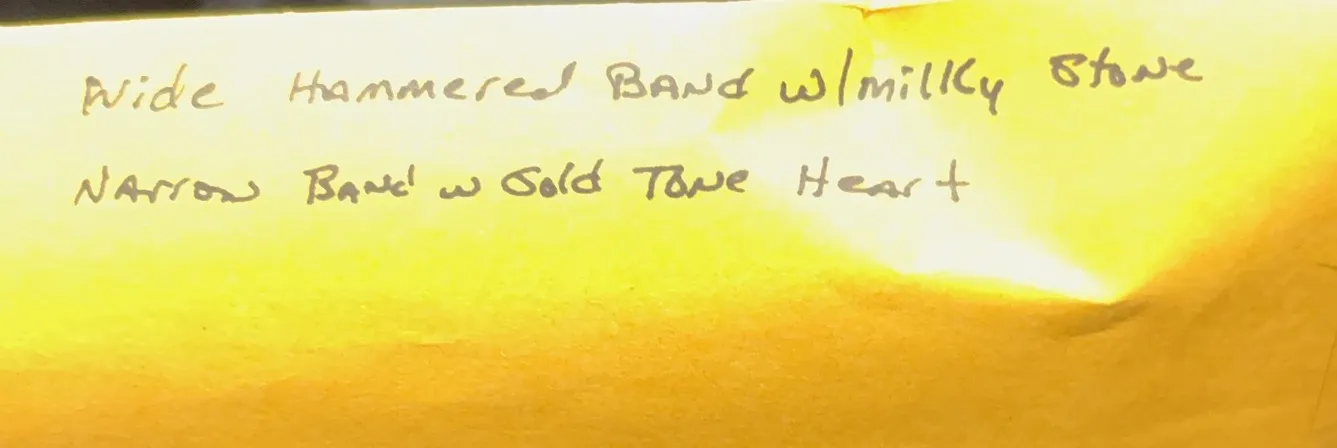 Wide Hammered Band w/milky Stone
Narrow Band w Gold Tone Heart